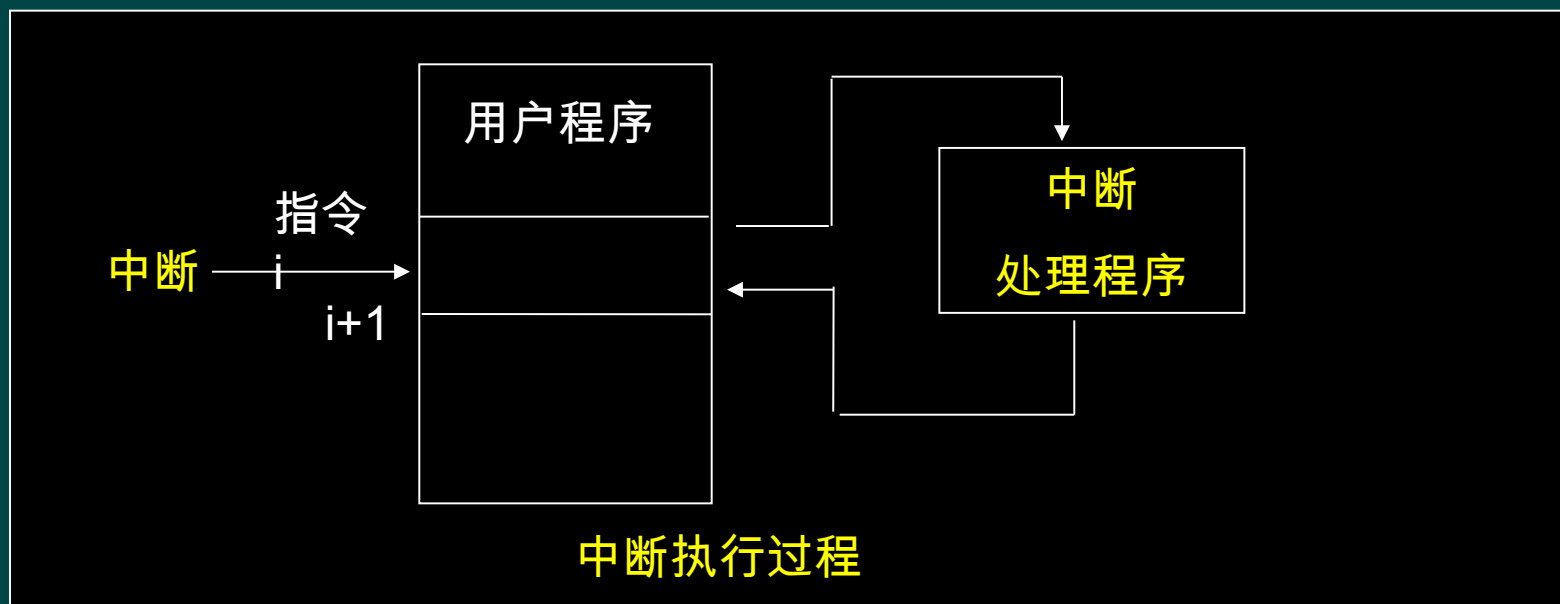 用户程序
中断
处理程序
指令
中断
i
i+1
中断执行过程